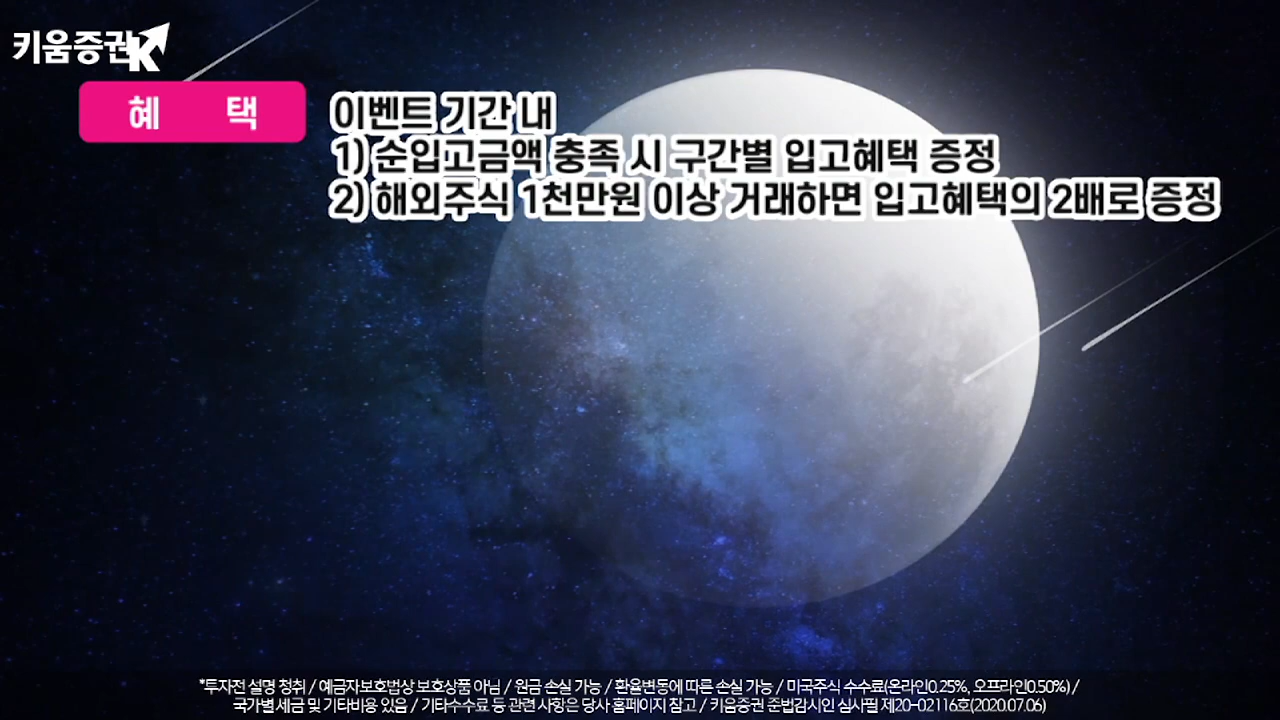 키움증권
혜 택
이벤트 기간 내
1) 순입고금액 충족 시 구간별 입고혜택 증정
2) 해외주식 1천만원 이상 거래하면 입고혜택의 2배로 증정
*투자전 설명 청취 / 예금자보호법상 보호상품 아님 / 원금 손실 가능 / 환율변동에 따른 손실 가능 / 미국주식 수수료(온라인0.25%, 오프라인0.50%) /
국가별 세금 및 기타비용 있음 / 기타수수료 등 관련 사항은 당사 홈페이지 참고 / 키움증권 준법감시인 심사필 제20-02116호(2020.07.06)